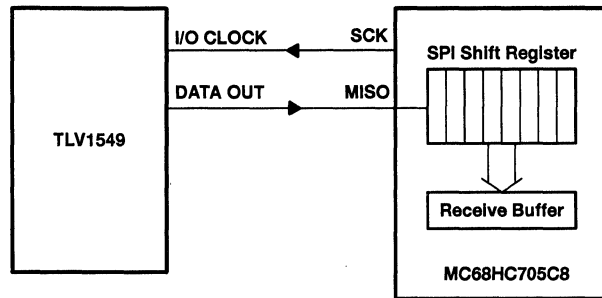 I/O CLOCK
SCK
SPI Shift Register
DATA OUT
MISO
TLV1549
Receive Buffer
MC68HC705C8